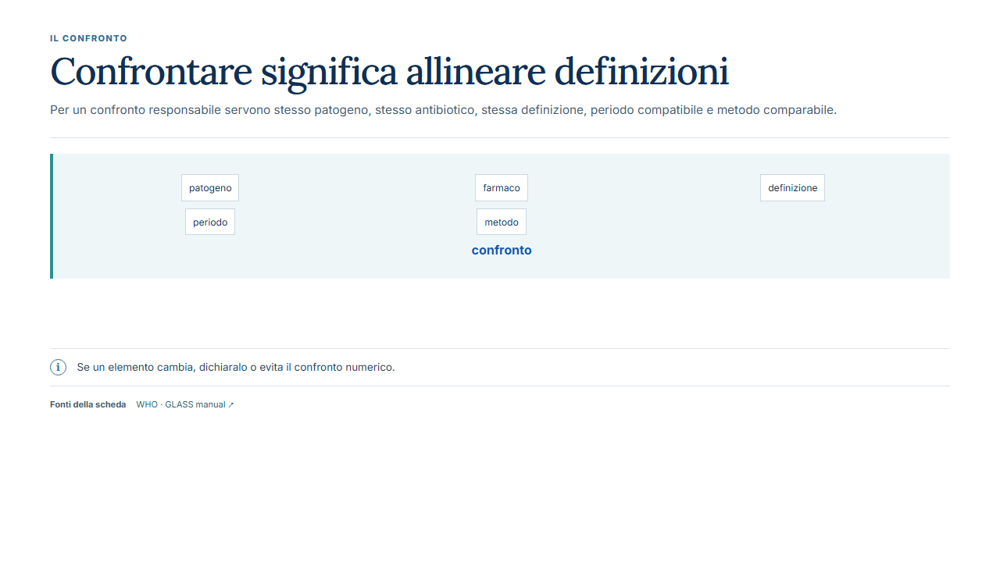 IL CONFRONTO
Confrontare significa allineare definizioni
Per un confronto responsabile servono stesso patogeno, stesso antibiotico, stessa definizione, periodo compatibile e metodo comparabile.
patogeno farmaco definizione
periodo metodo
confronto
i Se un elemento cambia, dichiaralo o evita il confronto numerico.
Fonti della scheda WHO · GLASS manual ↗